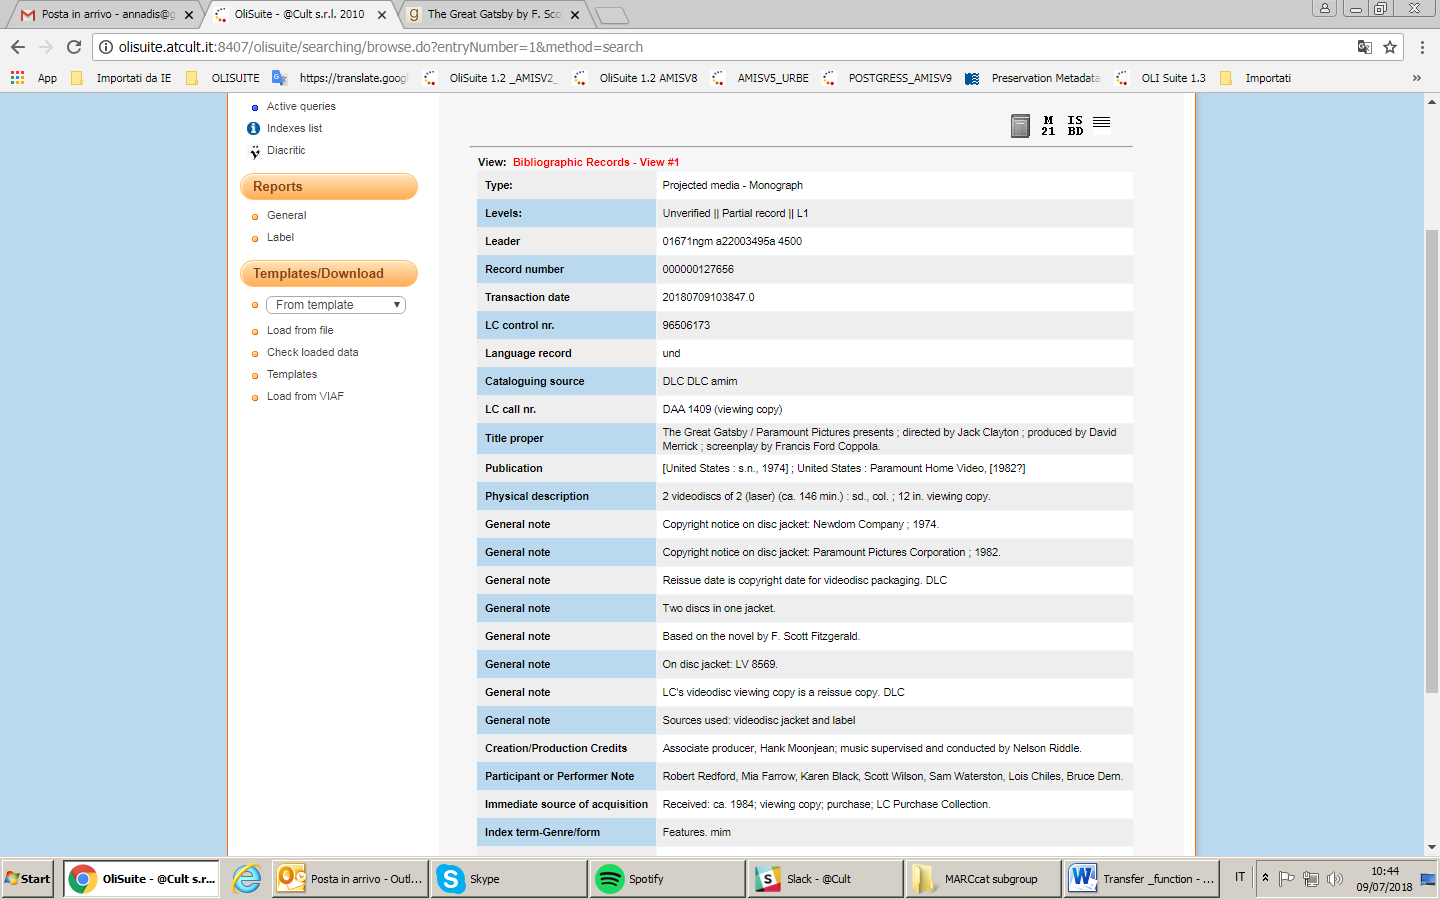 Posta in arrivo - annadis@g
OliSuite - @Cult s.r.l. 2010
The Great Gatsby by F. Sco
olisuite.atcult.it:8407/olisuite/searching/browse.do?entryNumber=1&method=search
App
Importati da IE
OLISUITE
https://translate.goog
OliSuite 1.2 _AMISV2_
OliSuite 1.2 AMISV8
AMISV5_URBE
POSTGRESS_AMISV9
Preservation Metadata
OLI Suite 1.3
Importati
»
Active queries
Indexes list
Diacritic
Reports
General
Label
Templates/Download
From template
Load from file
Check loaded data
Templates
Load from VIAF
M 21
IS BD
View: Bibliographic Records - View #1
Type: Projected media - Monograph
Levels: Unverified || Partial record || L1
Leader 01671ngm a22003495a 4500
Record number 000000127656
Transaction date 20180709103847.0
LC control nr. 96506173
Language record und
Cataloguing source DLC DLC amim
LC call nr. DAA 1409 (viewing copy)
Title proper The Great Gatsby / Paramount Pictures presents ; directed by Jack Clayton ; produced by David
Merrick ; screenplay by Francis Ford Coppola.
Publication [United States : s.n., 1974] ; United States : Paramount Home Video, [1982?]
Physical description 2 videodiscs of 2 (laser) (ca. 146 min.) : sd., col. ; 12 in. viewing copy.
General note Copyright notice on disc jacket: Newdom Company ; 1974.
General note Copyright notice on disc jacket: Paramount Pictures Corporation ; 1982.
General note Reissue date is copyright date for videodisc packaging. DLC
General note Two discs in one jacket.
General note Based on the novel by F. Scott Fitzgerald.
General note On disc jacket: LV 8569.
General note LC's videodisc viewing copy is a reissue copy. DLC
General note Sources used: videodisc jacket and label
Creation/Production Credits Associate producer, Hank Moonjean; music supervised and conducted by Nelson Riddle.
Participant or Performer Note Robert Redford, Mia Farrow, Karen Black, Scott Wilson, Sam Waterston, Lois Chiles, Bruce Dern.
Immediate source of acquisition Received: ca. 1984; viewing copy; purchase; LC Purchase Collection.
Index term-Genre/form Features. mim
Start
OliSuite - @Cult s.r...
Posta in arrivo - Outl...
Skype
Spotify
Slack - @Cult
MARCcat subgroup
Transfer _function - ...
IT
10:44
09/07/2018